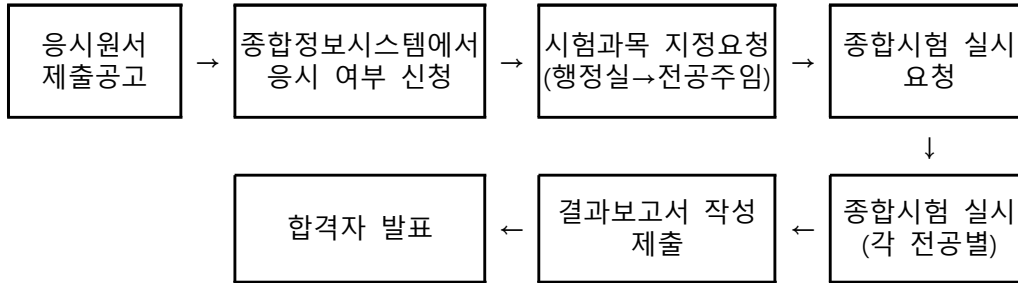 응시원서
제출공고
→
종합정보시스템에서
응시 여부 신청
→
시험과목 지정요청
(행정실→전공주임)
→
종합시험 실시
요청
↓
종합시험 실시
(각 전공별)
←
결과보고서 작성
제출
←
합격자 발표